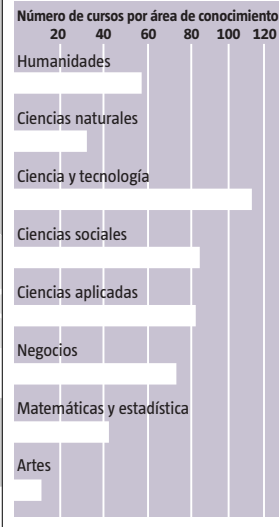 Número de cursos por área de conocimiento
20 40 60 80 100 120
Humanidades
Ciencias naturales
Ciencia y tecnología
Ciencias sociales
Ciencias aplicadas
Negocios
Matemáticas y estadística
Artes